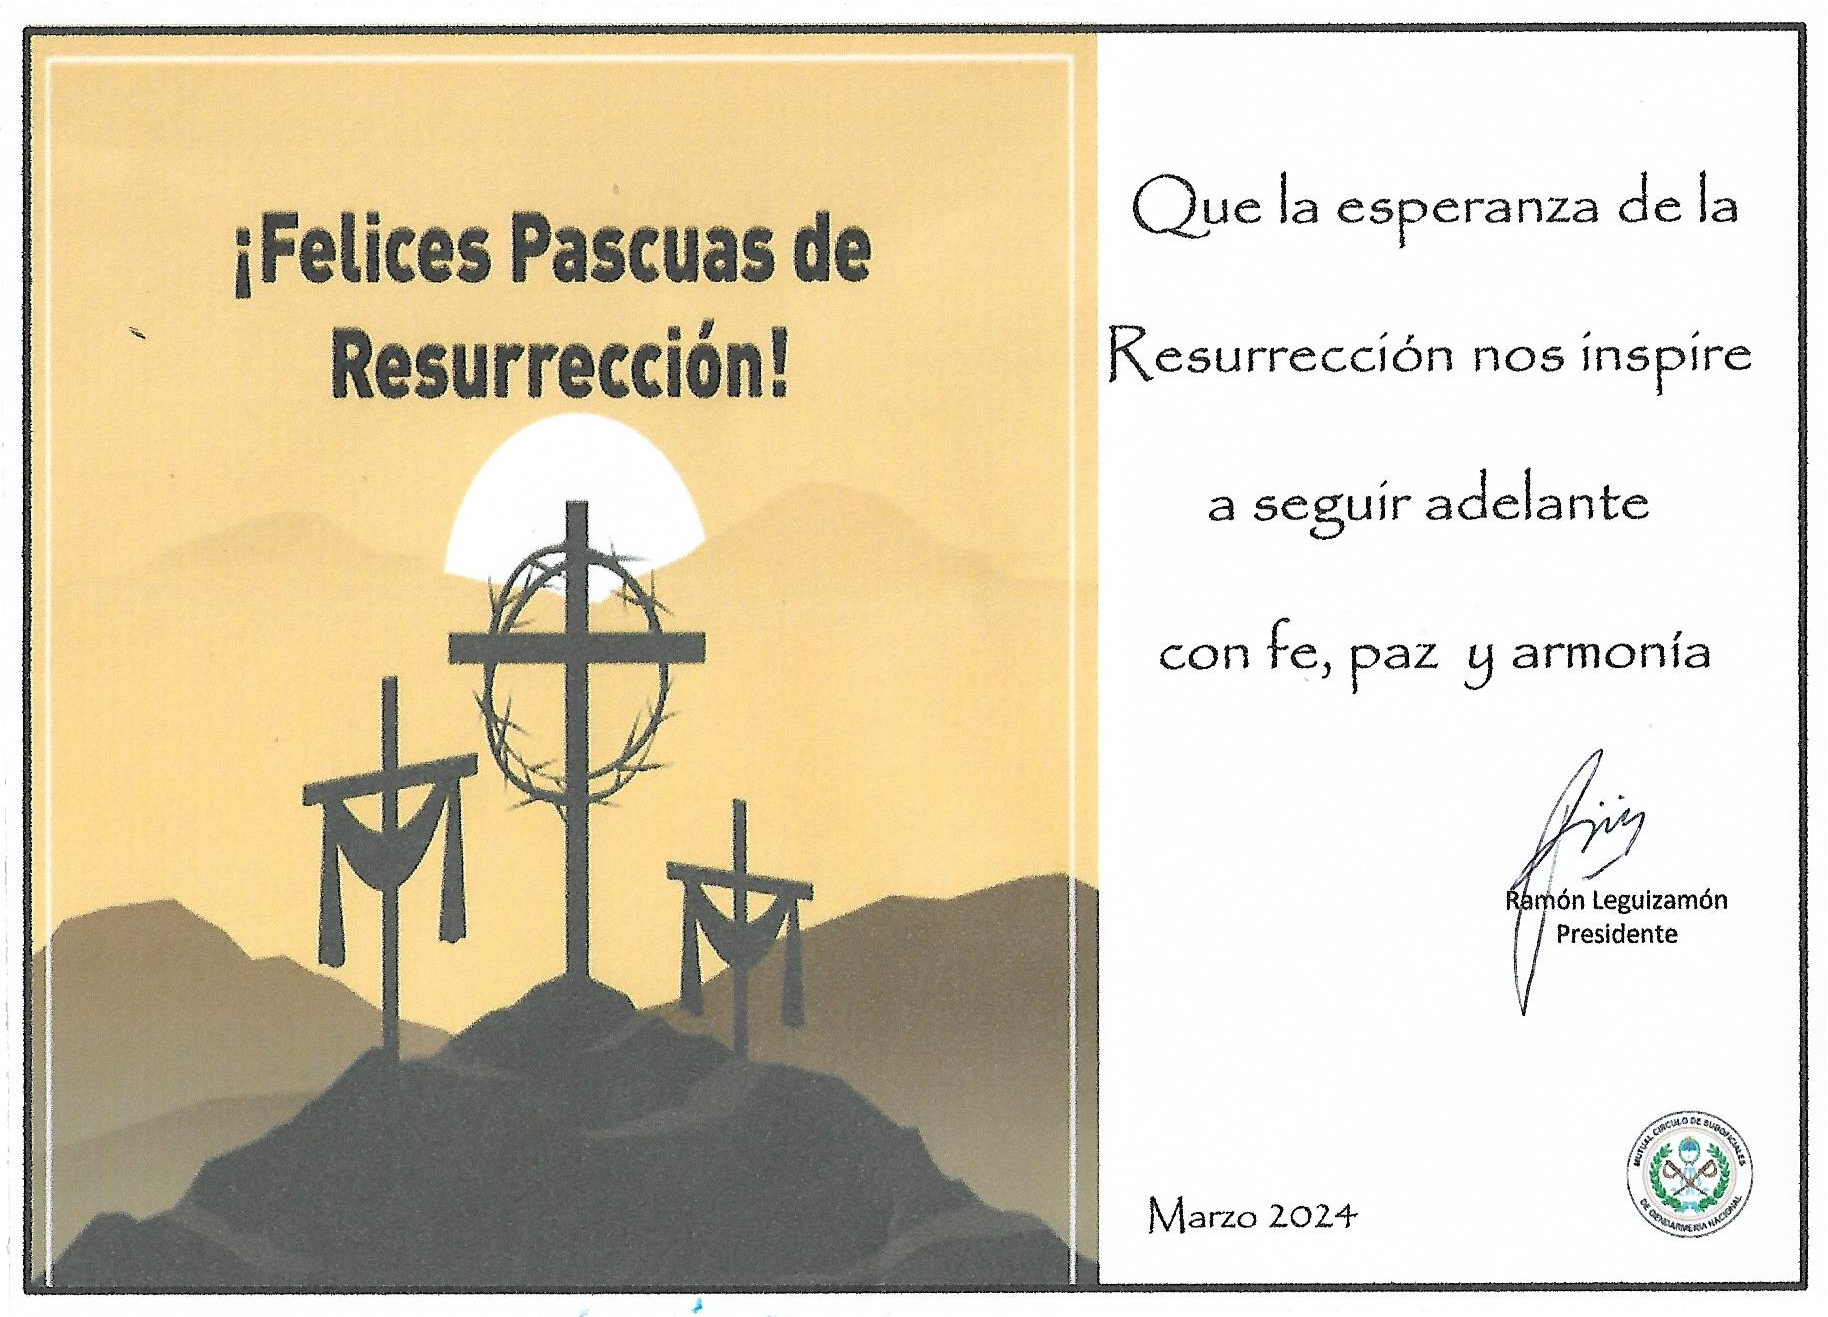 ¡Felices Pascuas de
Resurrección!
Que la esperanza de la
Resurrección nos inspire
a seguir adelante
con fe, paz y armonía
Ramón Leguizamón
Presidente
Marzo 2024
MUTUAL CIRCULO DE SUBOFICIALES
DE GENDARMERIA NACIONAL